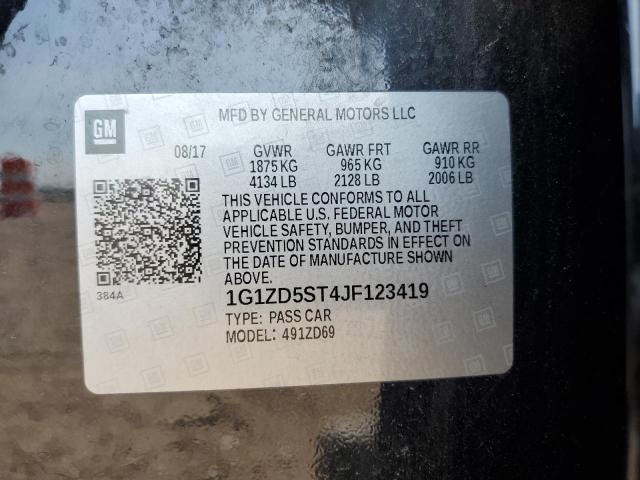 MFD BY GENERAL MOTORS LLC
GM
08/17 GVWR GAWR FRT GAWR RR
1875 KG 965 KG 910 KG
4134 LB 2128 LB 2006 LB
THIS VEHICLE CONFORMS TO ALL
APPLICABLE U.S. FEDERAL MOTOR
VEHICLE SAFETY, BUMPER, AND THEFT
PREVENTION STANDARDS IN EFFECT ON
THE DATE OF MANUFACTURE SHOWN
ABOVE.
384A
1G1ZD5ST4JF123419
TYPE: PASS CAR
MODEL: 491ZD69